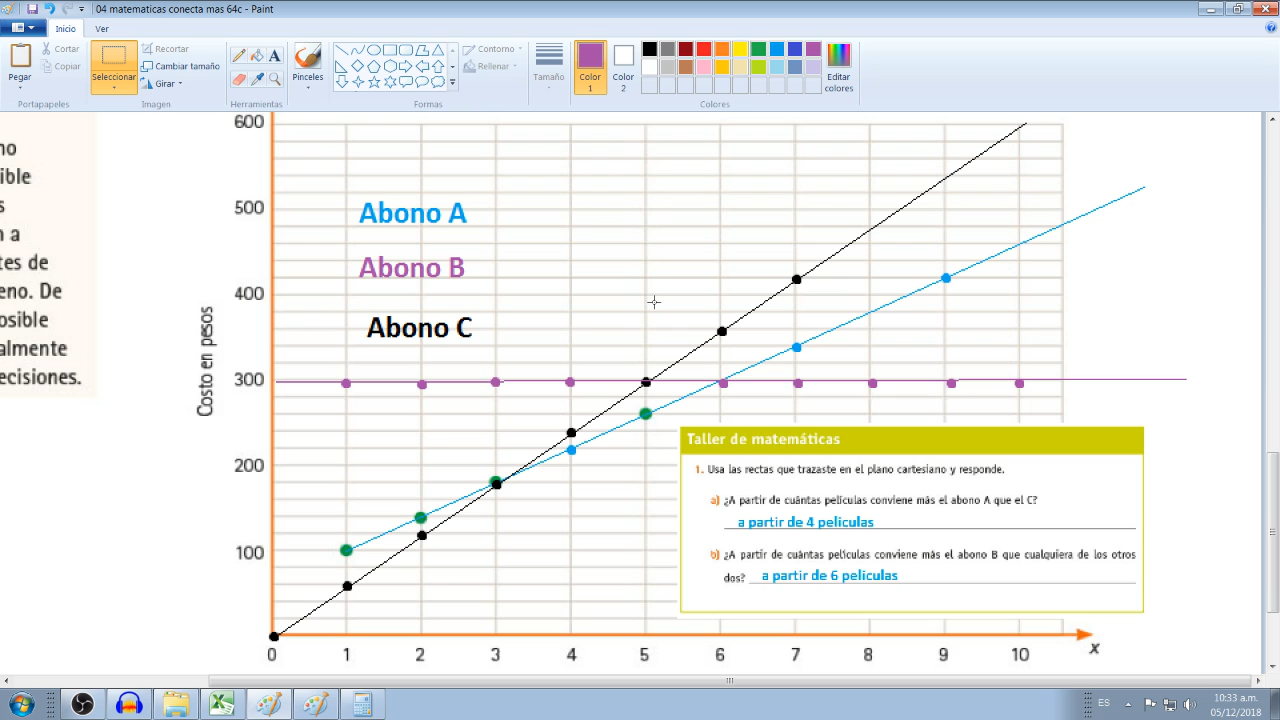 04 matematicas conecta mas 64c - Paint
Inicio
Ver
Pegar
Cortar
Copiar
Portapapeles
Seleccionar
Recortar
Cambiar tamaño
Girar
Imagen
Herramientas
Pinceles
Formas
Contorno
Rellenar
Tamaño
Color
1
Color
2
Editar
colores
Colores
no
ible
s
n a
tes de
eno. De
osible
almente
ecisiones.
Costo en pesos
600
500
400
300
200
100
Abono A
Abono B
Abono C
0 1 2 3 4 5 6 7 8 9 10 x
Taller de matemáticas
1. Usa las rectas que trazaste en el plano cartesiano y responde.
a) ¿A partir de cuántas películas conviene más el abono A que el C?
a partir de 4 peliculas
b) ¿A partir de cuántas películas conviene más el abono B que cualquiera de los otros
dos? a partir de 6 peliculas
ES
10:33 a.m.
05/12/2018